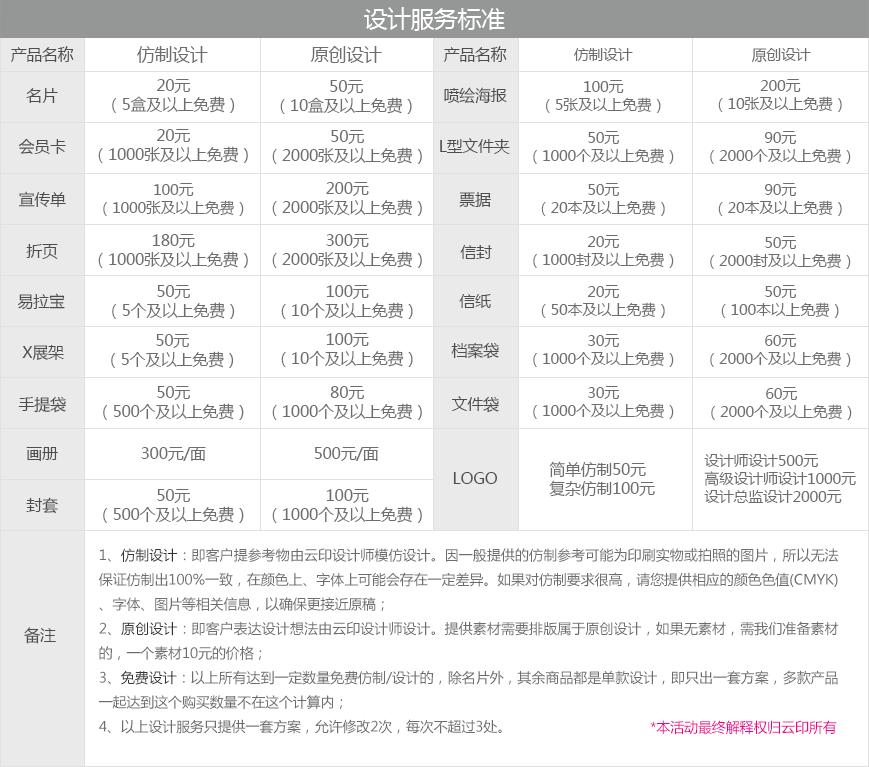 设计服务标准
产品名称 仿制设计 原创设计 产品名称 仿制设计 原创设计
名片 20元 50元 喷绘海报 100元 200元
（5盒及以上免费） （10盒及以上免费） （5张及以上免费） （10张及以上免费）
会员卡 20元 50元 L型文件夹 50元 90元
（1000张及以上免费） （2000张及以上免费） （1000个及以上免费） （2000个及以上免费）
宣传单 100元 200元 票据 50元 90元
（1000张及以上免费） （2000张及以上免费） （20本及以上免费） （20本及以上免费）
折页 180元 300元 信封 20元 50元
（1000张及以上免费） （2000张及以上免费） （1000封及以上免费） （2000封及以上免费）
易拉宝 50元 100元 信纸 20元 50元
（5个及以上免费） （10个及以上免费） （50本及以上免费） （100本以上免费）
X展架 50元 100元 档案袋 30元 60元
（5个及以上免费） （10个及以上免费） （1000个及以上免费） （2000个及以上免费）
手提袋 50元 80元 文件袋 30元 60元
（500个及以上免费） （1000个及以上免费） （1000个及以上免费） （2000个及以上免费）
画册 300元/面 500元/面
封套 50元 100元
（500个及以上免费） （1000个及以上免费）
LOGO
简单仿制50元
复杂仿制100元
设计师设计500元
高级设计师设计1000元
设计总监设计2000元
备注
1、仿制设计：即客户提参考物由云印设计师模仿设计。因一般提供的仿制参考可能为印刷实物或拍照的图片，所以无法
保证仿制出100%一致，在颜色上、字体上可能会存在一定差异。如果对仿制要求很高，请您提供相应的颜色色值(CMYK)
、字体、图片等相关信息，以确保更接近原稿；
2、原创设计：即客户表达设计想法由云印设计师设计。提供素材需要排版属于原创设计，如果无素材，需我们准备素材
的，一个素材10元的价格；
3、免费设计：以上所有达到一定数量免费仿制/设计的，除名片外，其余商品都是单款设计，即只出一套方案，多款产品
一起达到这个购买数量不在这个计算内；
4、以上设计服务只提供一套方案，允许修改2次，每次不超过3处。
*本活动最终解释权归云印所有